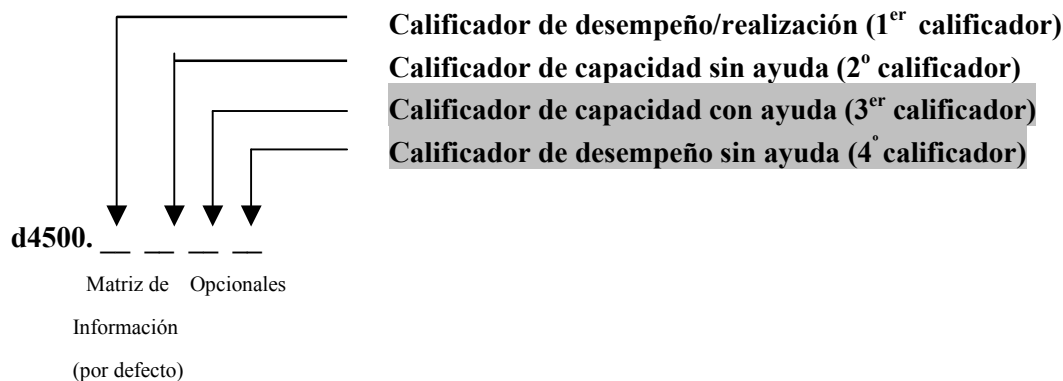 Calificador de desempeño/realización (1er calificador)
Calificador de capacidad sin ayuda (2º calificador)
Calificador de capacidad con ayuda (3er calificador)
Calificador de desempeño sin ayuda (4º calificador)
d4500. __ __ __ __
Matriz de Opcionales
Información
(por defecto)